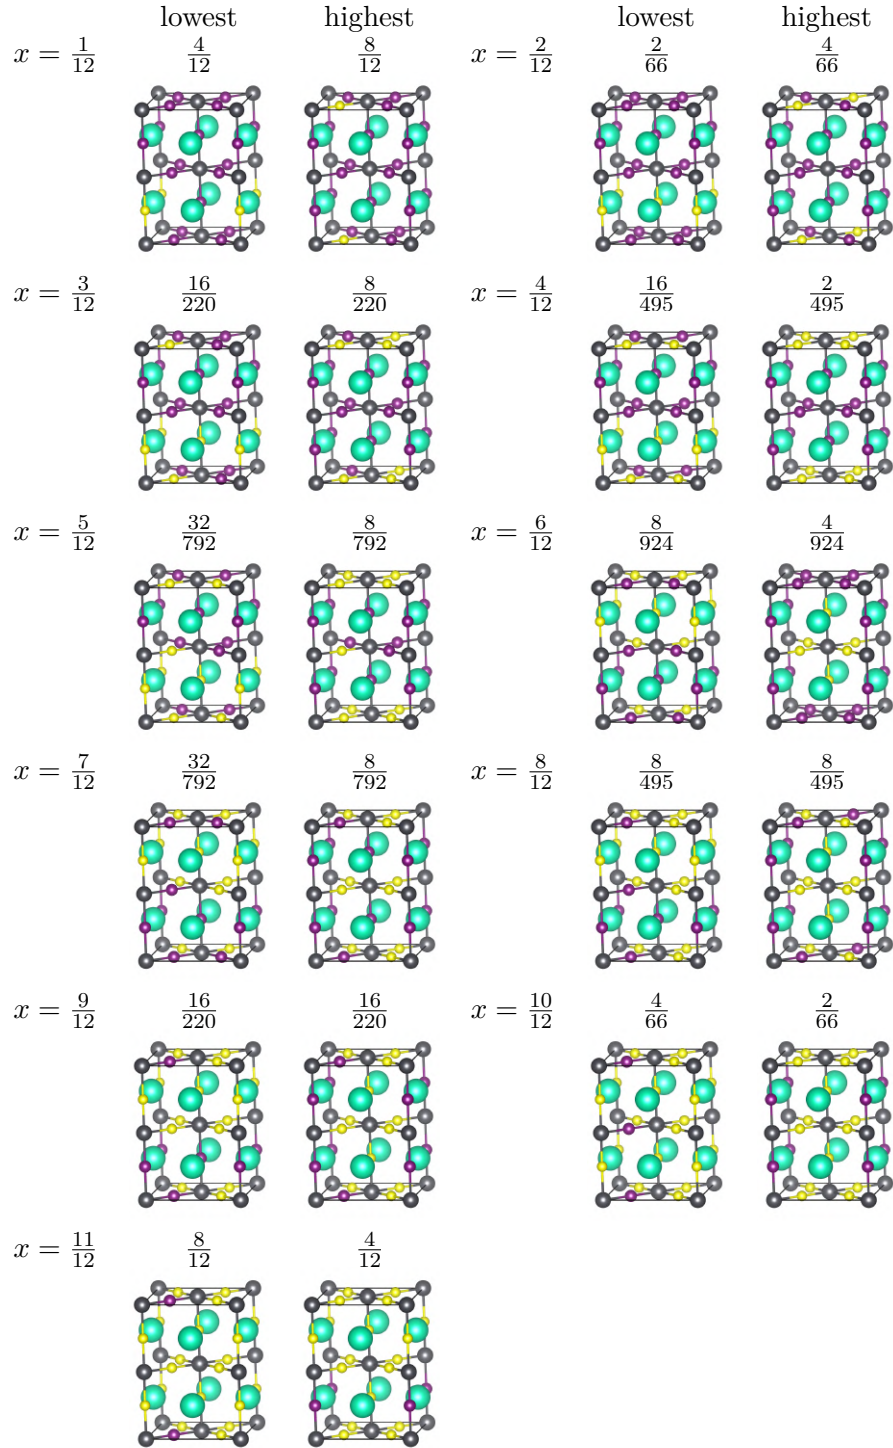 lowest highest lowest highest
x = 1/12 4/12 8/12 x = 2/12 2/66 4/66
x = 3/12 16/220 8/220 x = 4/12 16/495 2/495
x = 5/12 32/792 8/792 x = 6/12 8/924 4/924
x = 7/12 32/792 8/792 x = 8/12 8/495 8/495
x = 9/12 16/220 16/220 x = 10/12 4/66 2/66
x = 11/12 8/12 4/12